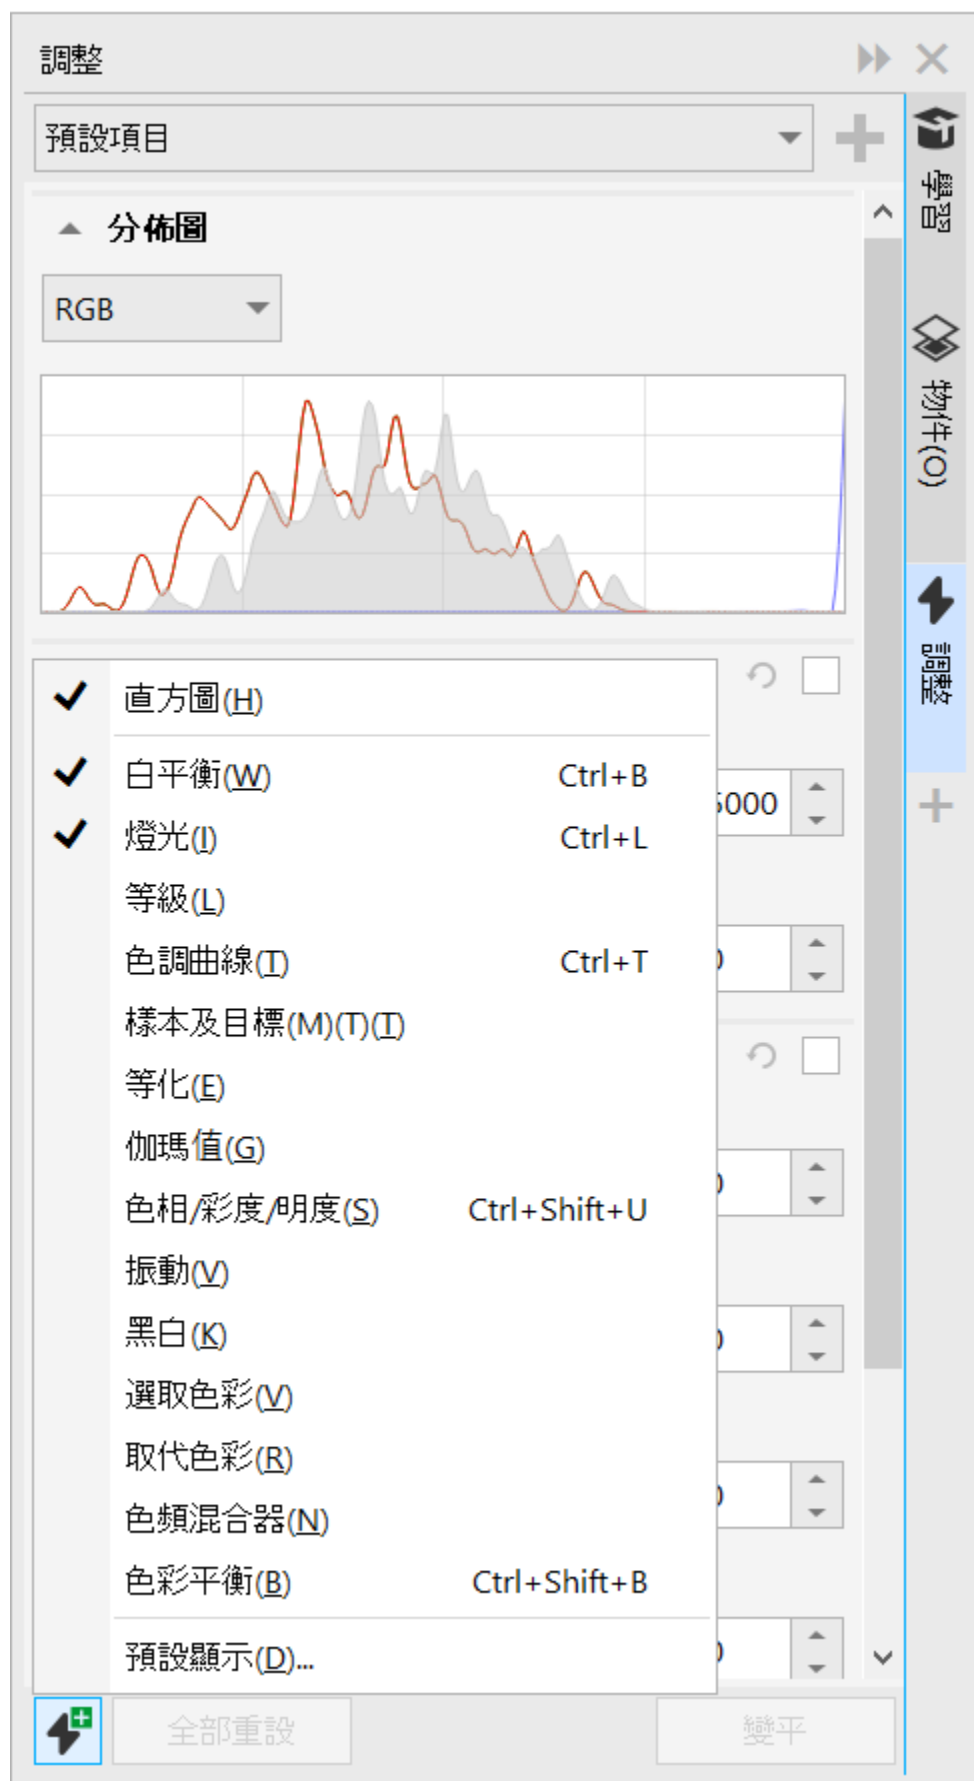 調整
預設項目
分佈圖
RGB
直方圖(H)
白平衡(W) Ctrl+B
燈光(I) Ctrl+L
等級(L)
色調曲線(T) Ctrl+T
樣本及目標(M)(T)(T)
等化(E)
伽瑪值(G)
色相/彩度/明度(S) Ctrl+Shift+U
振動(V)
黑白(K)
選取色彩(V)
取代色彩(R)
色頻混合器(N)
色彩平衡(B) Ctrl+Shift+B
預設顯示(D)...
全部重設
變平
學習
物件(O)
調整